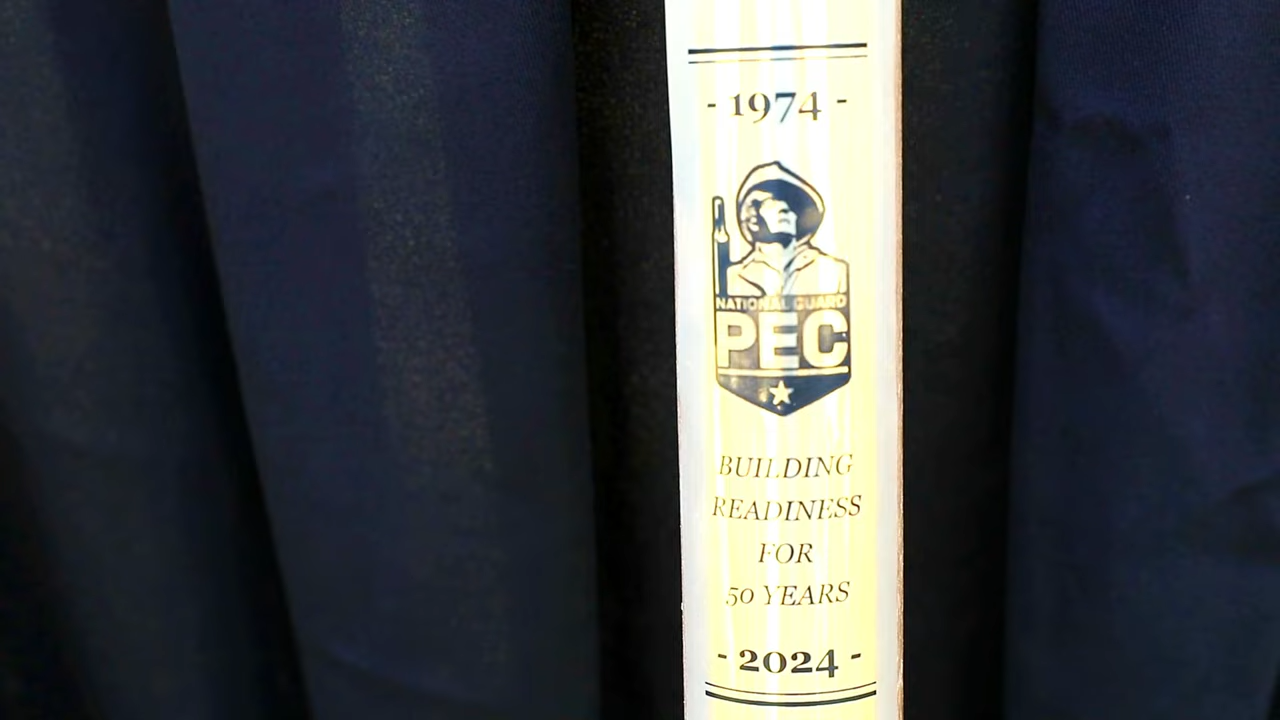 - 1974 -
NATIONAL GUARD
PEC
BUILDING
READINESS
FOR
50 YEARS
- 2024 -